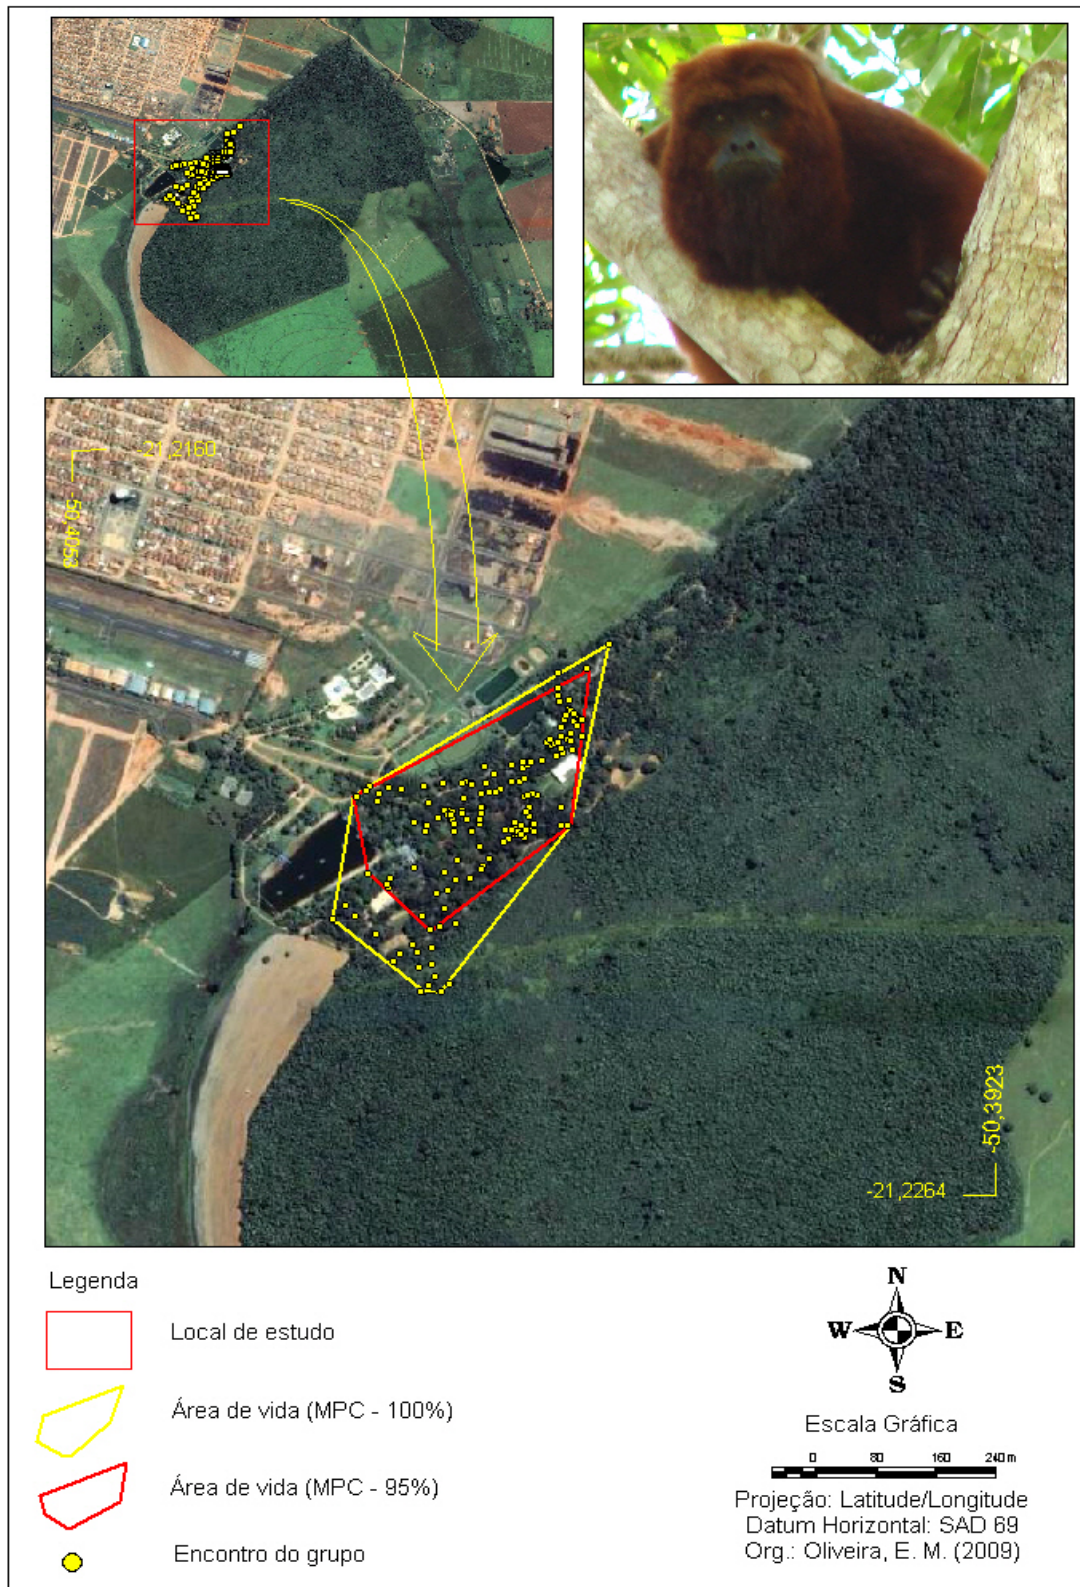 -21,2160
-50,4053
-50,3923
-21,2264
Legenda
Local de estudo
Área de vida (MPC - 100%)
Área de vida (MPC - 95%)
Encontro do grupo
N
W E
S
Escala Gráfica
0 80 160 240 m
Projeção: Latitude/Longitude
Datum Horizontal: SAD 69
Org.: Oliveira, E. M. (2009)